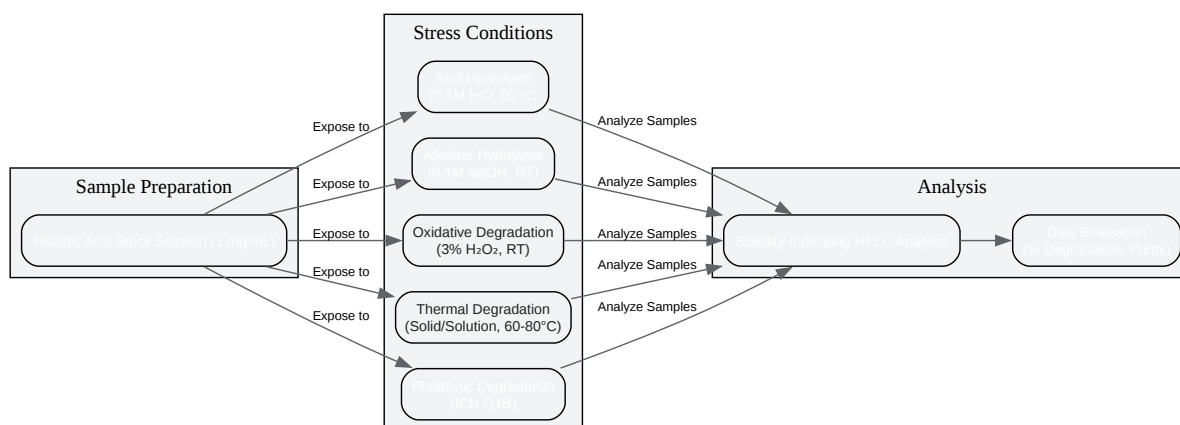 Stress Conditions
Acid Hydrolysis
(0.1M HCl, 60°C)
Expose to
Analyze Samples
Alkaline Hydrolysis
(0.1M NaOH, RT)
Expose to
Analyze Samples
Sample Preparation
Analysis
Piscidic Acid Stock Solution (1 mg/mL)
Expose to
Oxidative Degradation
(3% H₂O₂, RT)
Analyze Samples
Stability-Indicating HPLC Analysis
Data Evaluation
(% Degradation, Purity)
Expose to
Analyze Samples
Thermal Degradation
(Solid/Solution, 60-80°C)
Expose to
Analyze Samples
Photolytic Degradation
(ICH Q1B)